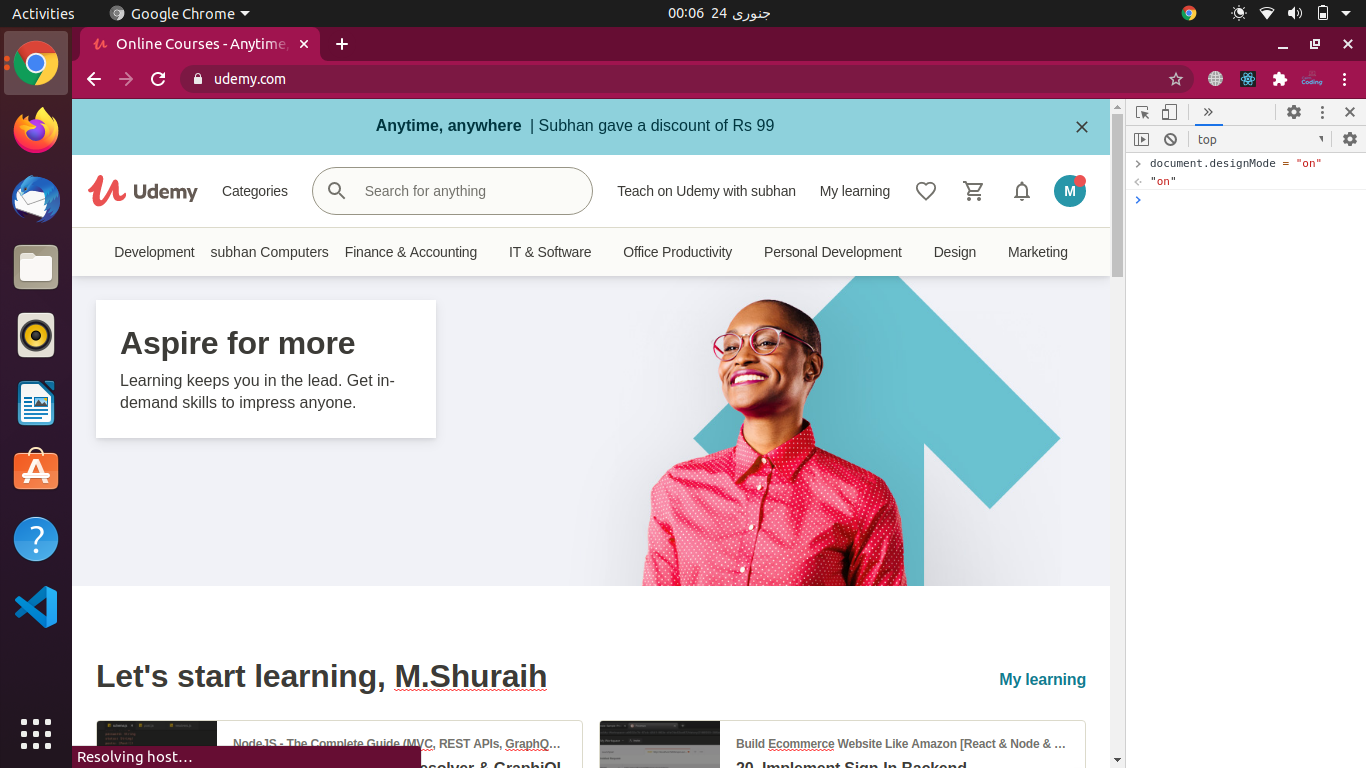 Activities
Google Chrome
00:06 24 جنوری
Online Courses - Anytime,
udemy.com
Coding
Anytime, anywhere | Subhan gave a discount of Rs 99
Udemy
Categories
Search for anything
Teach on Udemy with subhan
My learning
M
Development
subhan Computers
Finance & Accounting
IT & Software
Office Productivity
Personal Development
Design
Marketing
Aspire for more
Learning keeps you in the lead. Get in-
demand skills to impress anyone.
top
document.designMode = "on"
"on"
Let's start learning, M.Shuraih
My learning
NodeJS - The Complete Guide (MVC, REST APIs, GraphQ…
Build Ecommerce Website Like Amazon [React & Node & …
20. Implement Sign-In Backend
Resolving host…